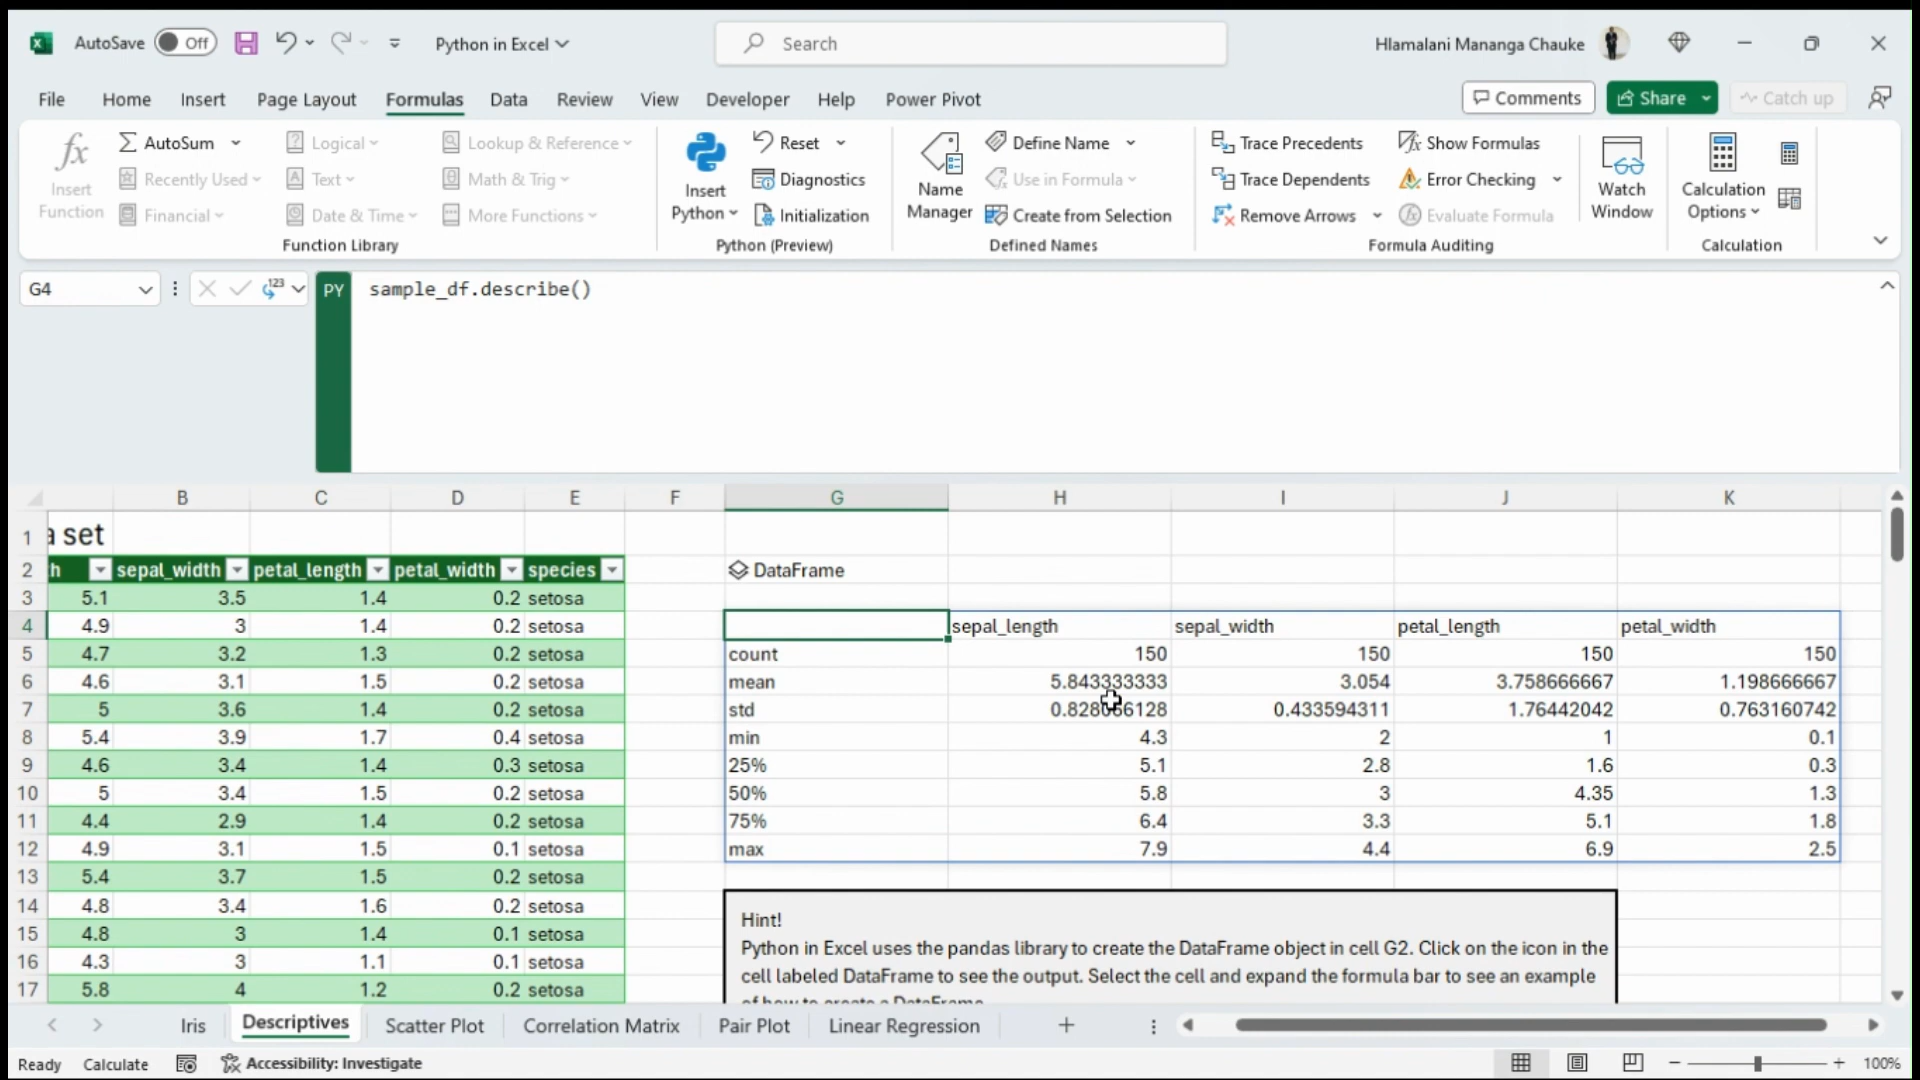 AutoSave Off Python in Excel Search Hlamalani Mananga Chauke
File Home Insert Page Layout Formulas Data Review View Developer Help Power Pivot Comments Share Catch up
Insert Function
AutoSum
Recently Used
Financial
Logical
Text
Date & Time
Lookup & Reference
Math & Trig
More Functions
Function Library
Insert Python
Reset
Diagnostics
Initialization
Python (Preview)
Name Manager
Define Name
Use in Formula
Create from Selection
Defined Names
Trace Precedents
Trace Dependents
Remove Arrows
Show Formulas
Error Checking
Evaluate Formula
Formula Auditing
Watch Window
Calculation Options
Calculation
G4 PY sample_df.describe()
B C D E F G H I J K
1 a set
2 h sepal_width petal_length petal_width species DataFrame
3 5.1 3.5 1.4 0.2 setosa
4 4.9 3 1.4 0.2 setosa sepal_length sepal_width petal_length petal_width
5 4.7 3.2 1.3 0.2 setosa count 150 150 150 150
6 4.6 3.1 1.5 0.2 setosa mean 5.843333333 3.054 3.758666667 1.198666667
7 5 3.6 1.4 0.2 setosa std 0.828066128 0.433594311 1.76442042 0.763160742
8 5.4 3.9 1.7 0.4 setosa min 4.3 2 1 0.1
9 4.6 3.4 1.4 0.3 setosa 25% 5.1 2.8 1.6 0.3
10 5 3.4 1.5 0.2 setosa 50% 5.8 3 4.35 1.3
11 4.4 2.9 1.4 0.2 setosa 75% 6.4 3.3 5.1 1.8
12 4.9 3.1 1.5 0.1 setosa max 7.9 4.4 6.9 2.5
13 5.4 3.7 1.5 0.2 setosa
14 4.8 3.4 1.6 0.2 setosa
15 4.8 3 1.4 0.1 setosa
16 4.3 3 1.1 0.1 setosa
17 5.8 4 1.2 0.2 setosa
Hint!
Python in Excel uses the pandas library to create the DataFrame object in cell G2. Click on the icon in the
cell labeled DataFrame to see the output. Select the cell and expand the formula bar to see an example
of how to create a DataFrame
Iris Descriptives Scatter Plot Correlation Matrix Pair Plot Linear Regression
Ready Calculate Accessibility: Investigate 100%